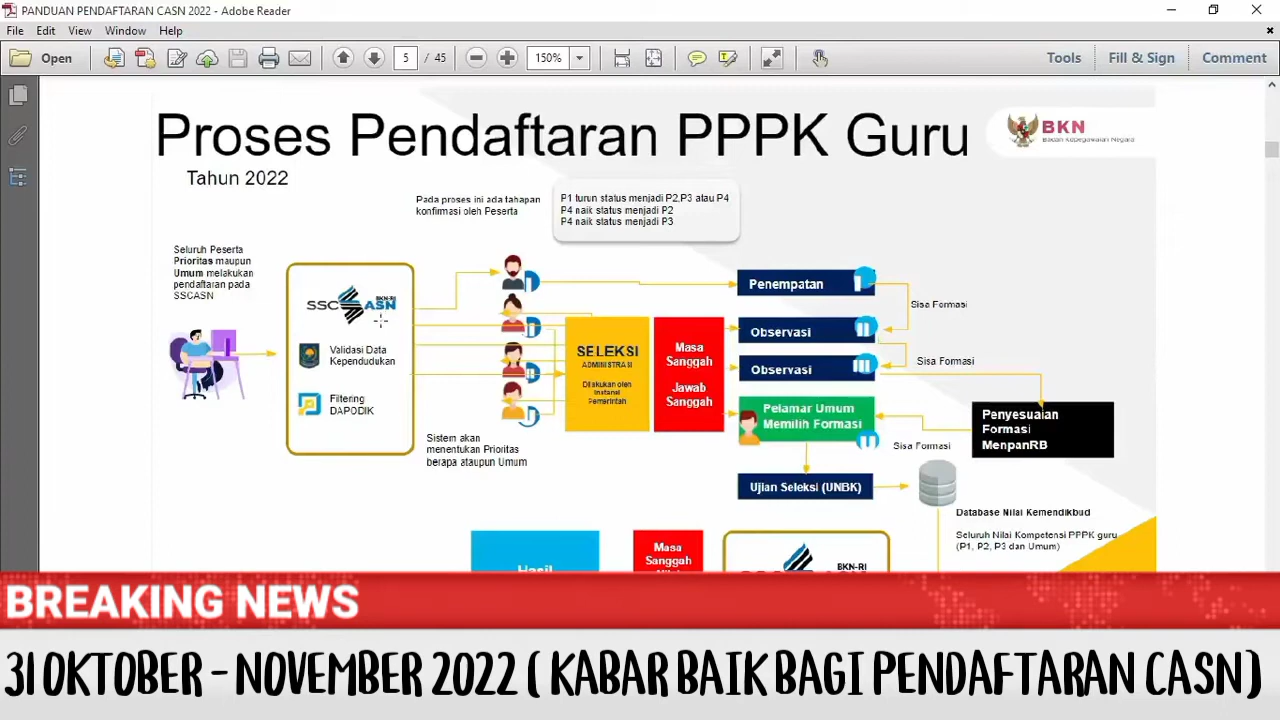 PANDUAN PENDAFTARAN CASN 2022 - Adobe Reader
File Edit View Window Help
Open 5 / 45 150% Tools Fill & Sign Comment
Proses Pendaftaran PPPK Guru
BKN
Badan Kepegawaian Negara
Tahun 2022
Pada proses ini ada tahapan
konfirmasi oleh Peserta
P1 turun status menjadi P2,P3 atau P4
P4 naik status menjadi P2
P4 naik status menjadi P3
Seluruh Peserta
Prioritas maupun
Umum melakukan
pendaftaran pada
SSCASN
SSCASN
BKN-RI
Validasi Data
Kependudukan
Filtering
DAPODIK
Sistem akan
menentukan Prioritas
berapa ataupun Umum
SELEKSI
ADMINISTRASI
Dilakukan oleh
Instansi
Pemerintah
Masa
Sanggah
Jawab
Sanggah
Penempatan
Sisa Formasi
Observasi
Sisa Formasi
Observasi
Pelamar Umum
Memilih Formasi
Sisa Formasi
Penyesuaian
Formasi
MenpanRB
Ujian Seleksi (UNBK)
Database Nilai Kemendikbud
Seluruh Nilai Kompetensi PPPK guru
(P1, P2, P3 dan Umum)
Hasil
Masa
Sanggah
BKN-RI
BREAKING NEWS
31 OKTOBER - NOVEMBER 2022 ( KABAR BAIK BAGI PENDAFTARAN CASN)